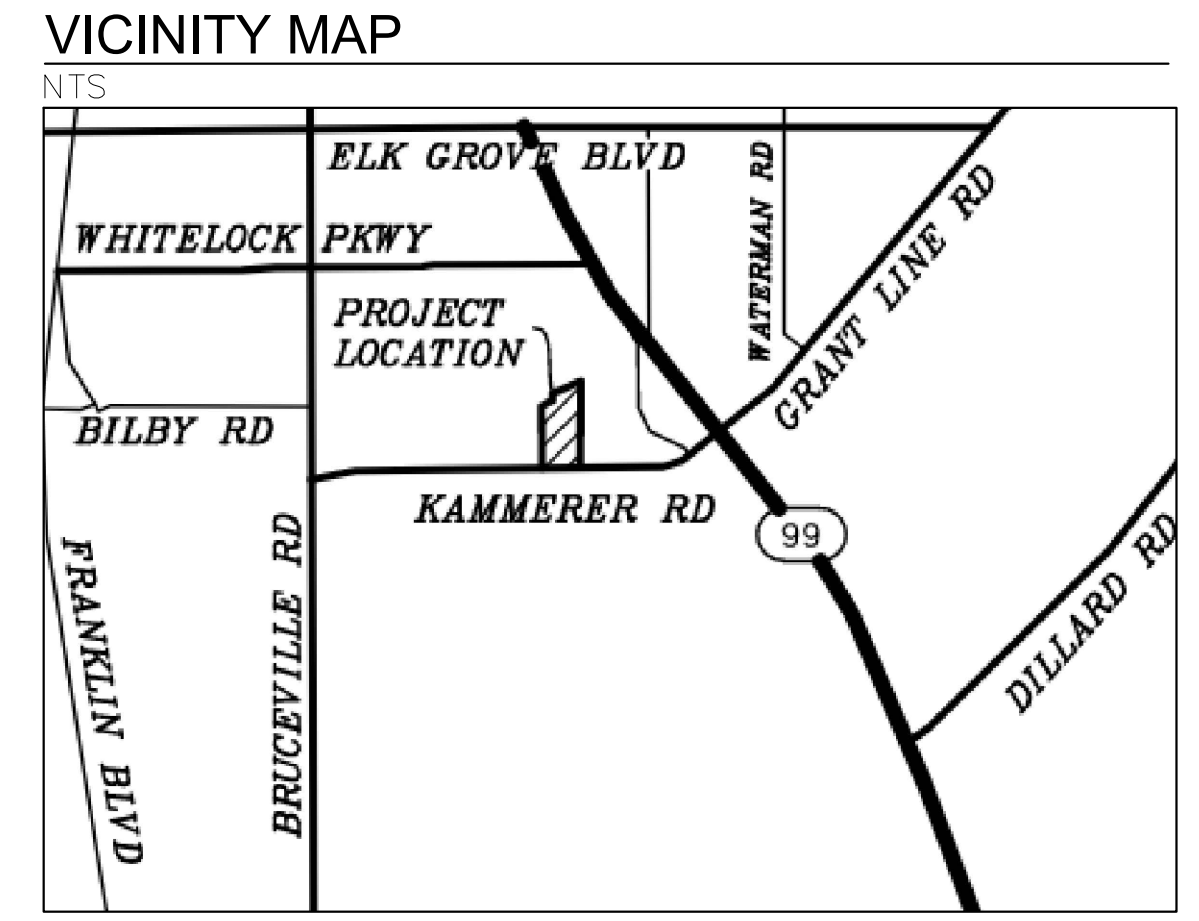 VICINITY MAP
NTS
ELK GROVE BLVD
WHITELOCK PKWY
WATERMAN RD
GRANT LINE RD
PROJECT
LOCATION
BILBY RD
KAMMERER RD
99
FRANKLIN BLVD
BRUCEVILLE RD
DILLARD RD